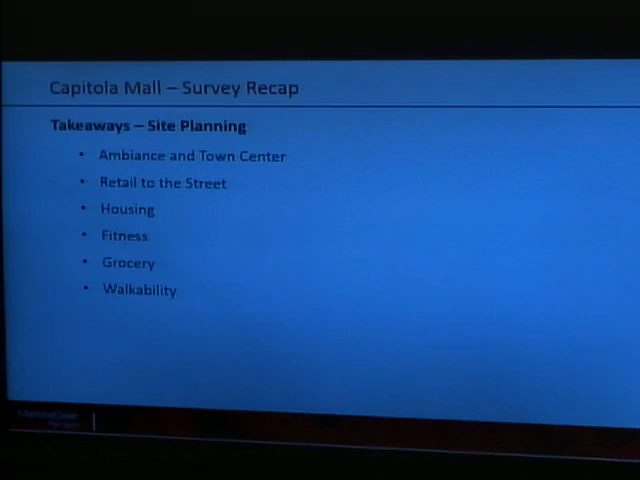 Capitola Mall – Survey Recap
Takeaways – Site Planning
• Ambiance and Town Center
• Retail to the Street
• Housing
• Fitness
• Grocery
• Walkability